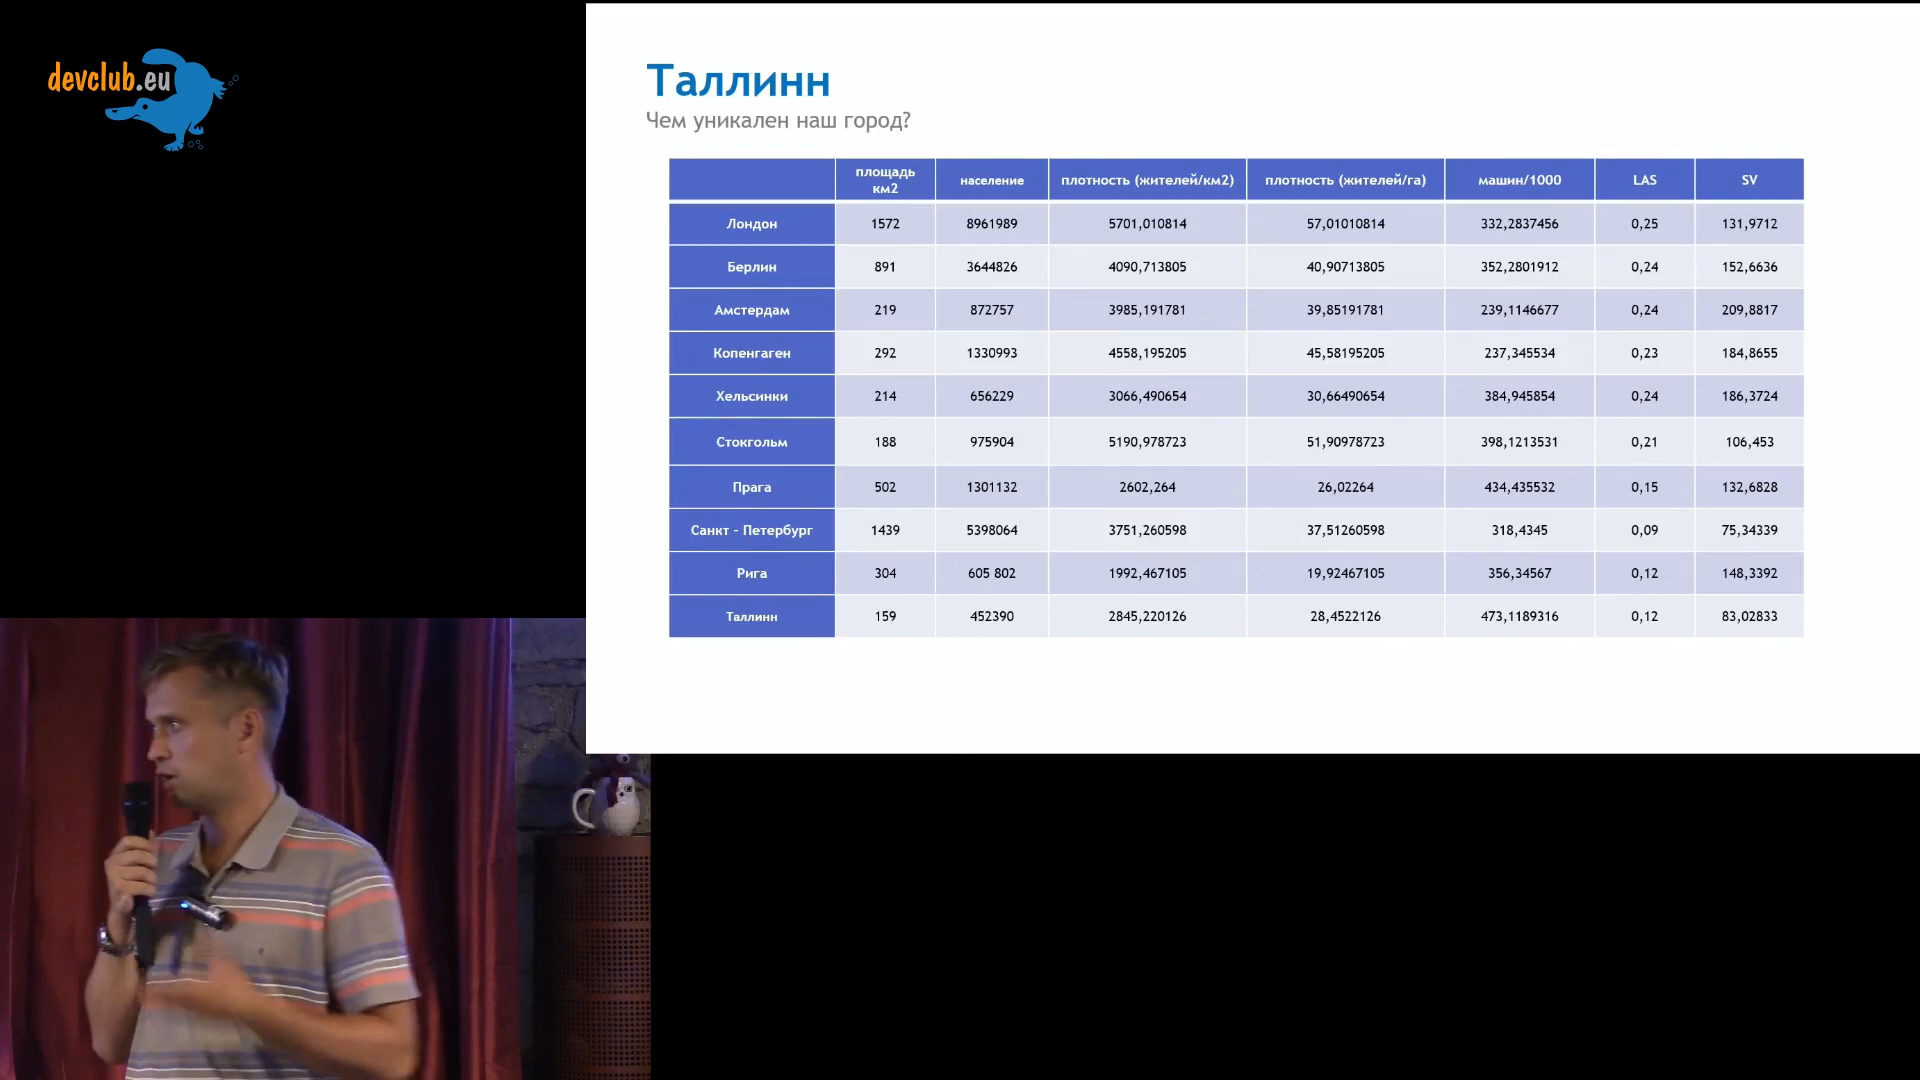 devclub.eu
Таллинн
Чем уникален наш город?
площадь км2 население плотность (жителей/км2) плотность (жителей/га) машин/1000 LAS SV
Лондон 1572 8961989 5701,010814 57,01010814 332,2837456 0,25 131,9712
Берлин 891 3644826 4090,713805 40,90713805 352,2801912 0,24 152,6636
Амстердам 219 872757 3985,191781 39,85191781 239,1146677 0,24 209,8817
Копенгаген 292 1330993 4558,195205 45,58195205 237,345534 0,23 184,8655
Хельсинки 214 656229 3066,490654 30,66490654 384,945854 0,24 186,3724
Стокгольм 188 975904 5190,978723 51,90978723 398,1213531 0,21 106,453
Прага 502 1301132 2602,264 26,02264 434,435532 0,15 132,6828
Санкт - Петербург 1439 5398064 3751,260598 37,51260598 318,4345 0,09 75,34339
Рига 304 605 802 1992,467105 19,92467105 356,34567 0,12 148,3392
Таллинн 159 452390 2845,220126 28,4522126 473,1189316 0,12 83,02833